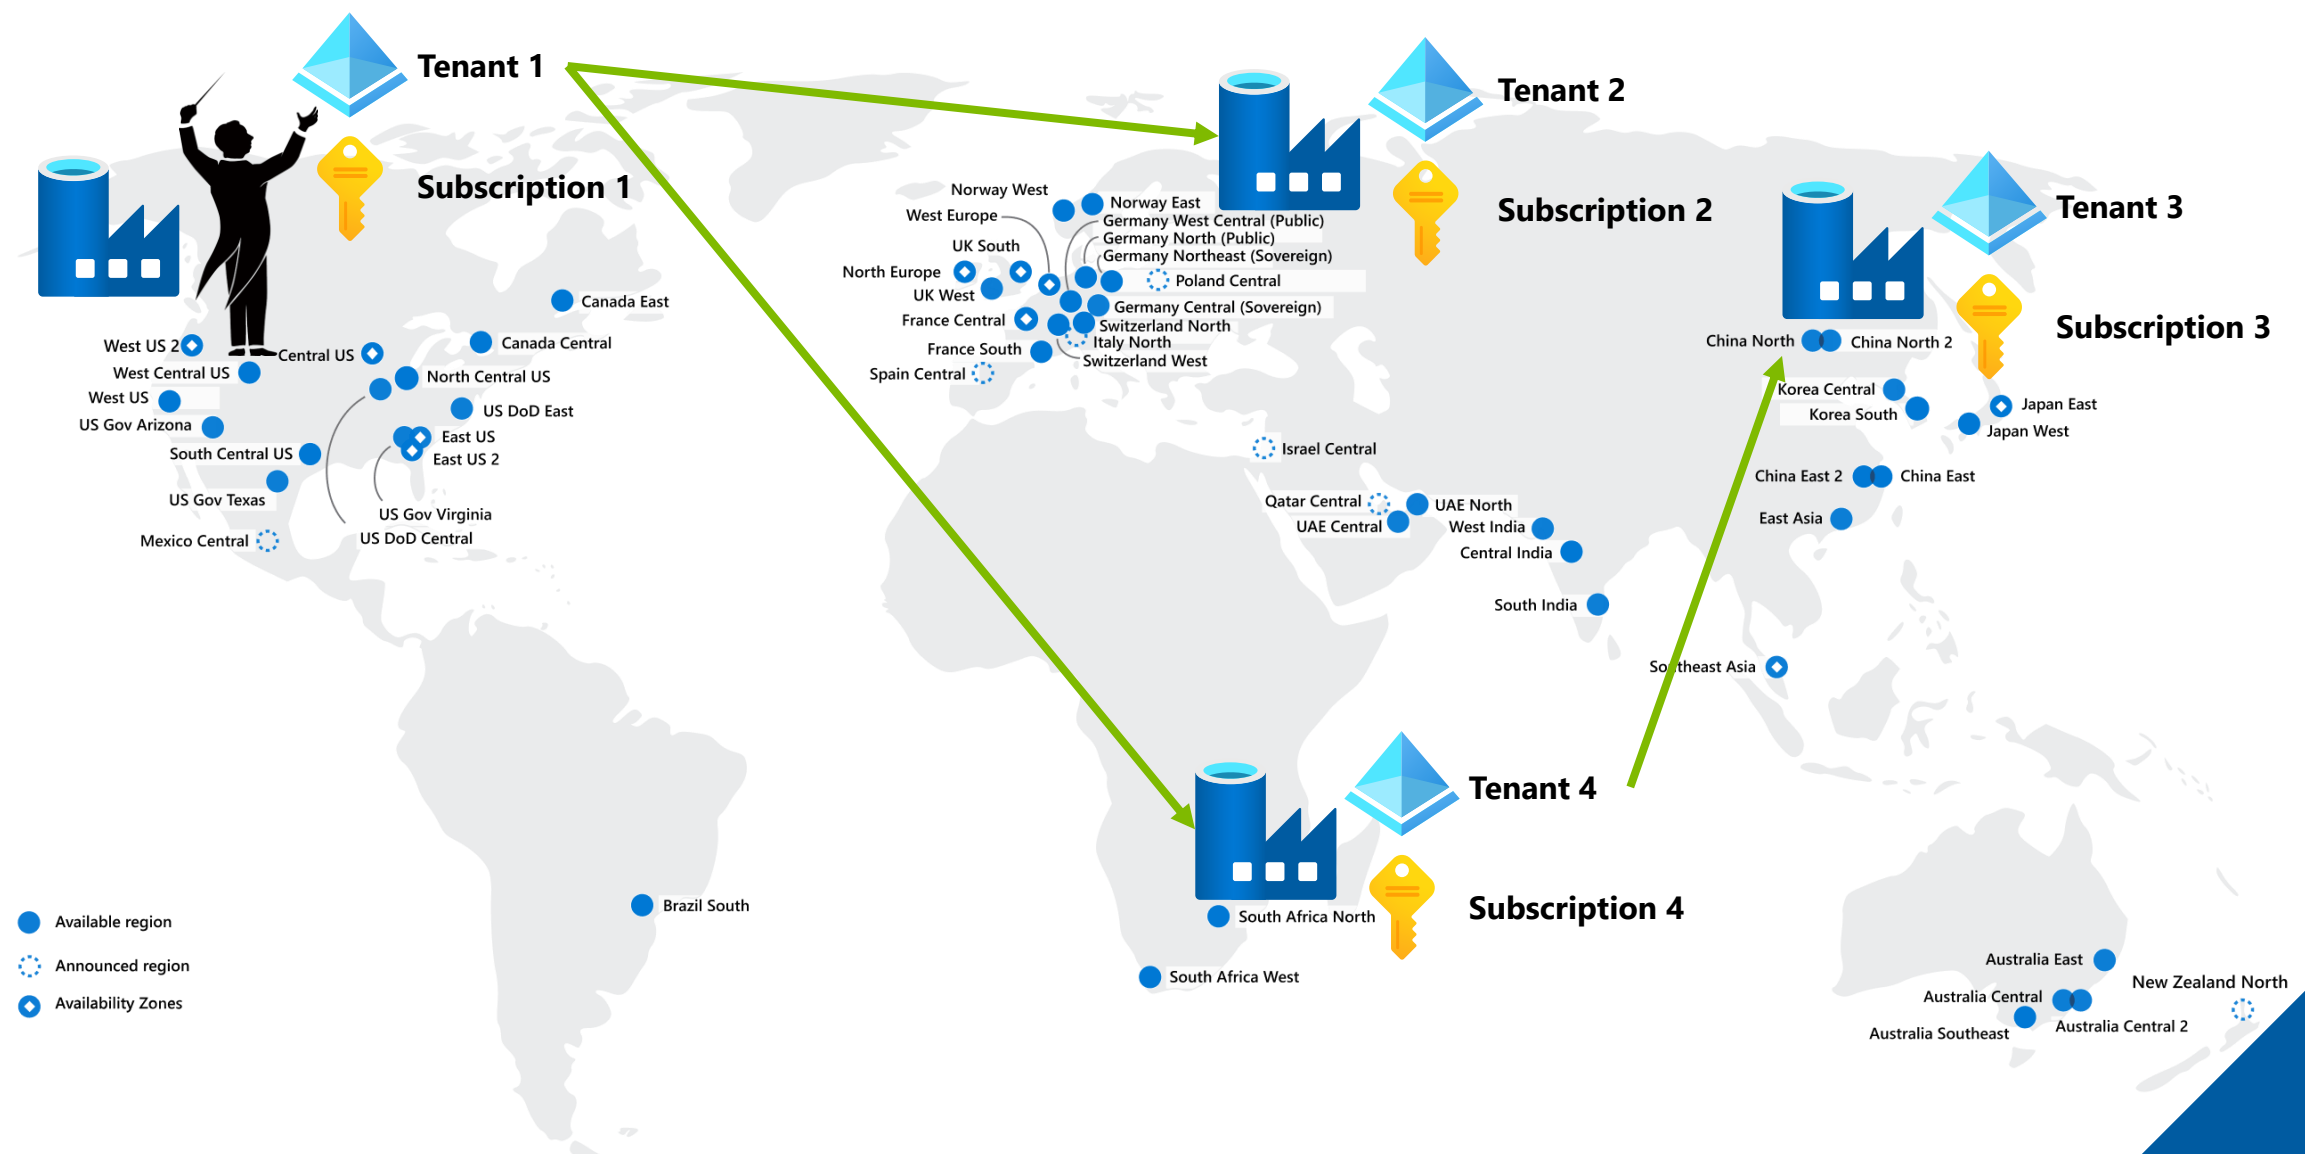 Tenant 1
Subscription 1
Tenant 2
Subscription 2
Tenant 3
Subscription 3
Tenant 4
Subscription 4
Canada East
Canada Central
West US 2
Central US
West Central US
North Central US
West US
US DoD East
US Gov Arizona
East US
South Central US
East US 2
US Gov Texas
US Gov Virginia
US DoD Central
Mexico Central
Brazil South
Norway West
Norway East
West Europe
Germany West Central (Public)
Germany North (Public)
UK South
Germany Northeast (Sovereign)
North Europe
Poland Central
UK West
Germany Central (Sovereign)
France Central
Switzerland North
Italy North
France South
Switzerland West
Spain Central
Israel Central
Qatar Central
UAE North
UAE Central
West India
Central India
South India
China North
China North 2
Korea Central
Korea South
Japan East
Japan West
China East 2
China East
East Asia
Southeast Asia
South Africa North
South Africa West
Australia East
New Zealand North
Australia Central
Australia Central 2
Australia Southeast
Available region
Announced region
Availability Zones